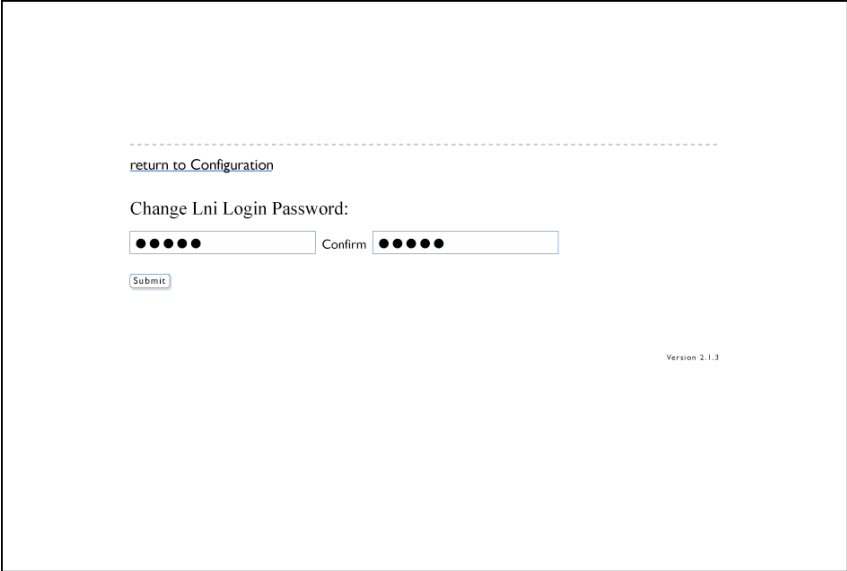 return to Configuration
Change Lni Login Password:
●●●●● Confirm ●●●●●
Submit
Version 2.1.3